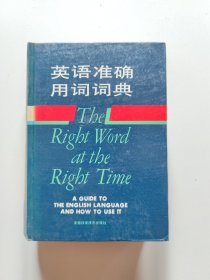 英语准确
用词词典
The
Right Word
at the
Right Time
A GUIDE TO
THE ENGLISH LANGUAGE
AND HOW TO USE IT